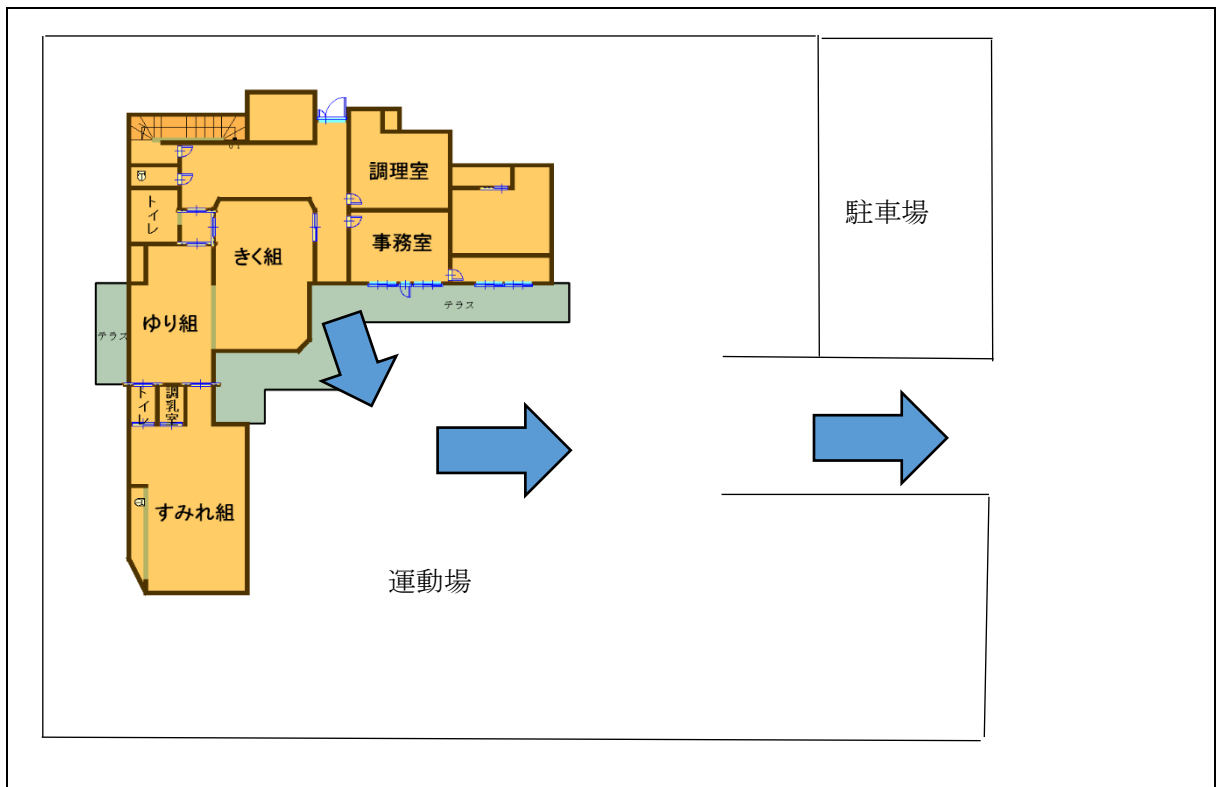 調理室
駐車場
トイレ
きく組
事務室
テラス
ゆり組
テラス
トイレ
調乳室
すみれ組
運動場